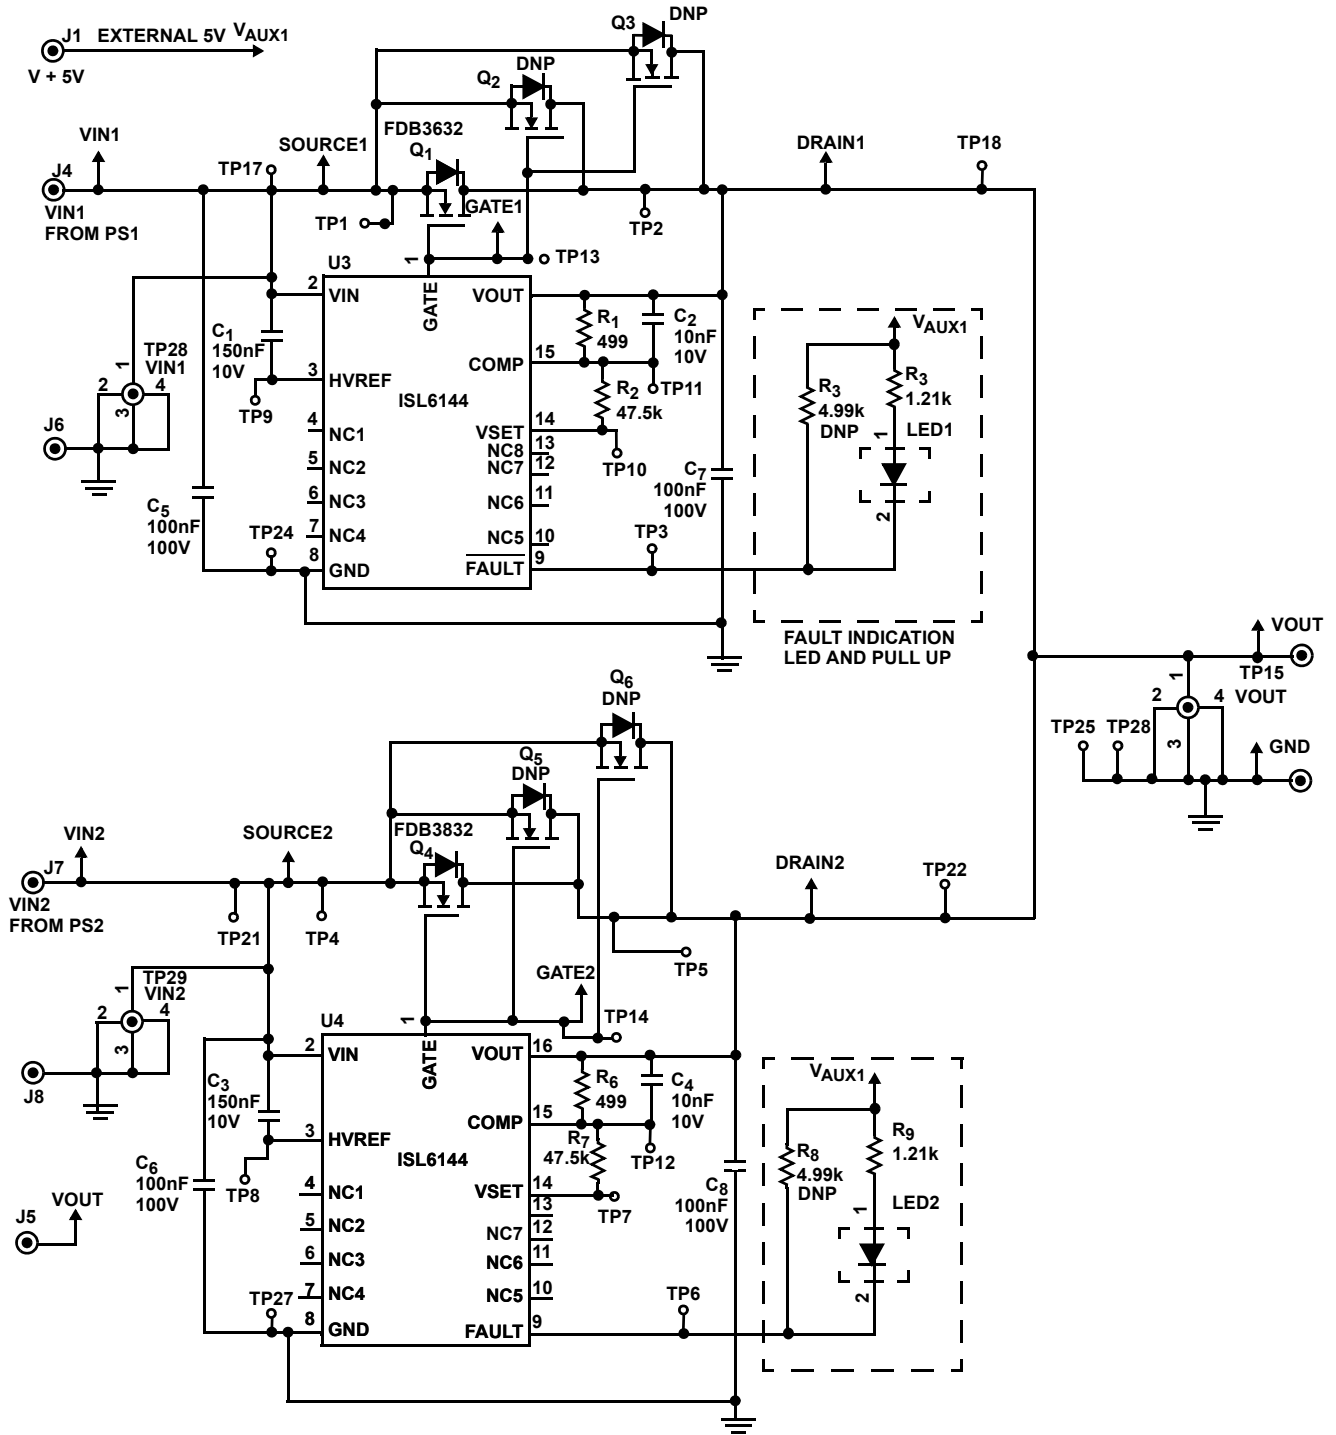 J1 EXTERNAL 5V VAUX1
V + 5V
Q3
DNP
Q2
DNP
FDB3632
Q1
VIN1
J4
VIN1
FROM PS1
TP17
SOURCE1
TP1
GATE1
TP13
TP2
DRAIN1
TP18
U3
1
GATE
2
VIN
3
HVREF
4
NC1
5
NC2
6
NC3
7
NC4
8
GND
ISL6144
VOUT
COMP
15
VSET
14
NC8
13
NC7
12
NC6
11
NC5
10
FAULT
9
C1
150nF
10V
TP9
TP28
VIN1
1
2
3
4
J6
C5
100nF
100V
TP24
R1
499
C2
10nF
10V
R2
47.5k
TP11
TP10
C7
100nF
100V
TP3
VAUX1
R3
4.99k
DNP
R3
1.21k
1
LED1
2
FAULT INDICATION
LED AND PULL UP
VOUT
TP15
VOUT
1
2
3
4
TP25
TP28
GND
Q6
DNP
Q5
DNP
FDB3832
Q4
VIN2
J7
VIN2
FROM PS2
SOURCE2
TP21
TP4
TP5
DRAIN2
TP22
GATE2
TP14
TP29
VIN2
1
2
3
4
J8
U4
1
GATE
2
VIN
3
HVREF
4
NC1
5
NC2
6
NC3
7
NC4
8
GND
ISL6144
VOUT
16
COMP
15
VSET
14
13
NC7
12
NC6
11
NC5
10
FAULT
9
C3
150nF
10V
TP8
C6
100nF
100V
TP27
J5
VOUT
R6
499
C4
10nF
10V
R7
47.5k
TP12
TP7
C8
100nF
100V
TP6
VAUX1
R8
4.99k
DNP
R9
1.21k
1
LED2
2